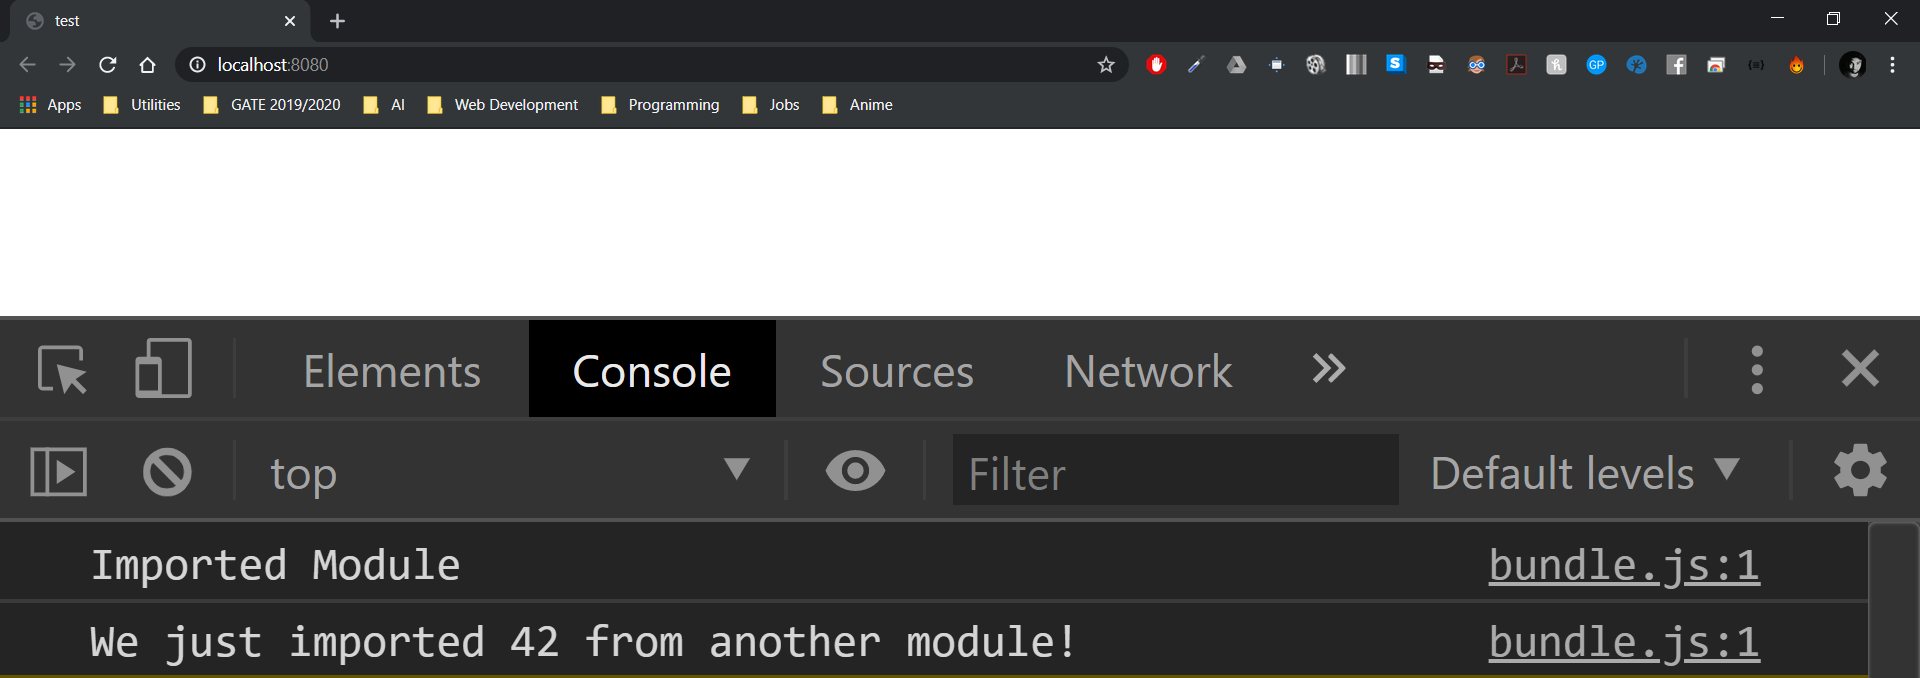 test
localhost:8080
Apps Utilities GATE 2019/2020 AI Web Development Programming Jobs Anime
Elements Console Sources Network
top Filter Default levels
Imported Module bundle.js:1
We just imported 42 from another module! bundle.js:1